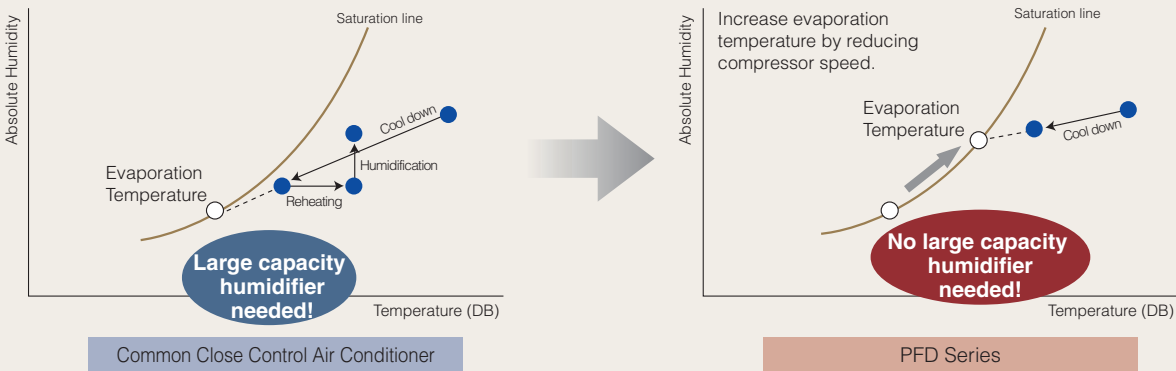 Absolute Humidity
Saturation line
Cool down
Humidification
Reheating
Evaporation
Temperature
Large capacity
humidifier
needed!
Temperature (DB)
Common Close Control Air Conditioner
Absolute Humidity
Increase evaporation
temperature by reducing
compressor speed.
Saturation line
Evaporation
Temperature
Cool down
No large capacity
humidifier
needed!
Temperature (DB)
PFD Series